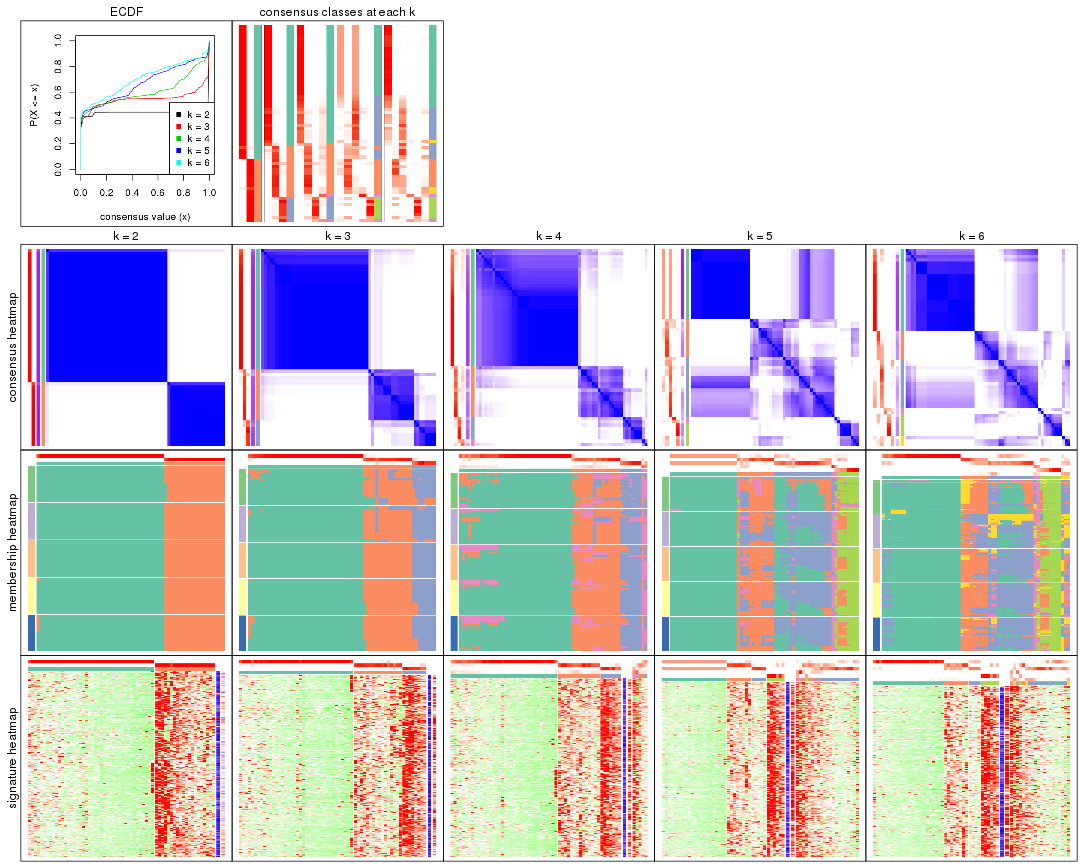 ECDF
consensus classes at each k
P(X <= x)
0.0 0.2 0.4 0.6 0.8 1.0
k = 2
k = 3
k = 4
k = 5
k = 6
0.0 0.2 0.4 0.6 0.8 1.0
consensus value (x)
k = 2
k = 3
k = 4
k = 5
k = 6
consensus heatmap
membership heatmap
signature heatmap